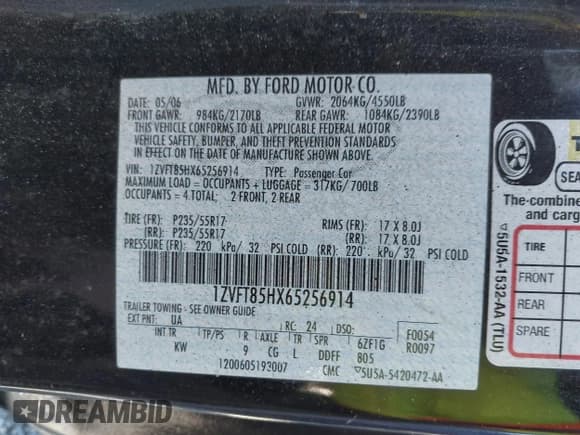 MFD. BY FORD MOTOR CO.
DATE: 05/06 GVWR: 2064KG/4550LB
FRONT GAWR: 984KG/2170LB REAR GAWR: 1084KG/2390LB
THIS VEHICLE CONFORMS TO ALL APPLICABLE FEDERAL MOTOR
VEHICLE SAFETY, BUMPER, AND THEFT PREVENTION STANDARDS
IN EFFECT ON THE DATE OF MANUFACTURE SHOWN ABOVE.
VIN: 1ZVFT85HX65256914 TYPE: Passenger Car
MAXIMUM LOAD = OCCUPANTS + LUGGAGE = 317KG/700LB
OCCUPANTS = 4 TOTAL: 2 FRONT, 2 REAR
TIRE (FR): P235/55R17 RIMS (FR): 17 X 8.0J
(RR): P235/55R17 (RR): 17 X 8.0J
PRESSURE (FR): 220 kPa/ 32 PSI COLD (RR): 220 kPa/ 32 PSI COLD
1ZVFT85HX65256914
TRAILER TOWING - SEE OWNER GUIDE
EXT PNT: UA RC: 24 DSO: F0054
INT TR TP/PS R AXLE TR SPR 6ZF1G R0097
KW 9 CG L DDFF 805
1200605193007 CMC ▽5U5A-5420472-AA
SEA
The-combine
and carg
TIRE
FRONT
REAR
SPARE
▽5U5A-1532-AA (TLU)
DREAMBID